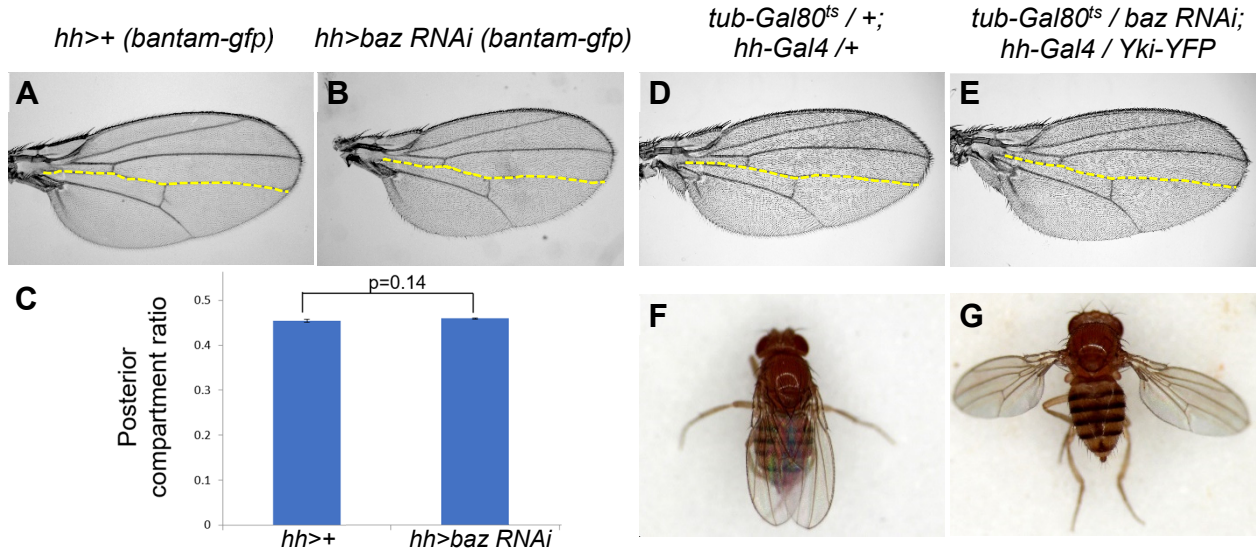 hh>+ (bantam-gfp)
hh>baz RNAi (bantam-gfp)
tub-Gal80ts / +;
hh-Gal4 /+
tub-Gal80ts / baz RNAi;
hh-Gal4 / Yki-YFP
A
B
D
E
C
p=0.14
Posterior
compartment ratio
0.5
0.4
0.3
0.2
0.1
0
hh>+
hh>baz RNAi
F
G